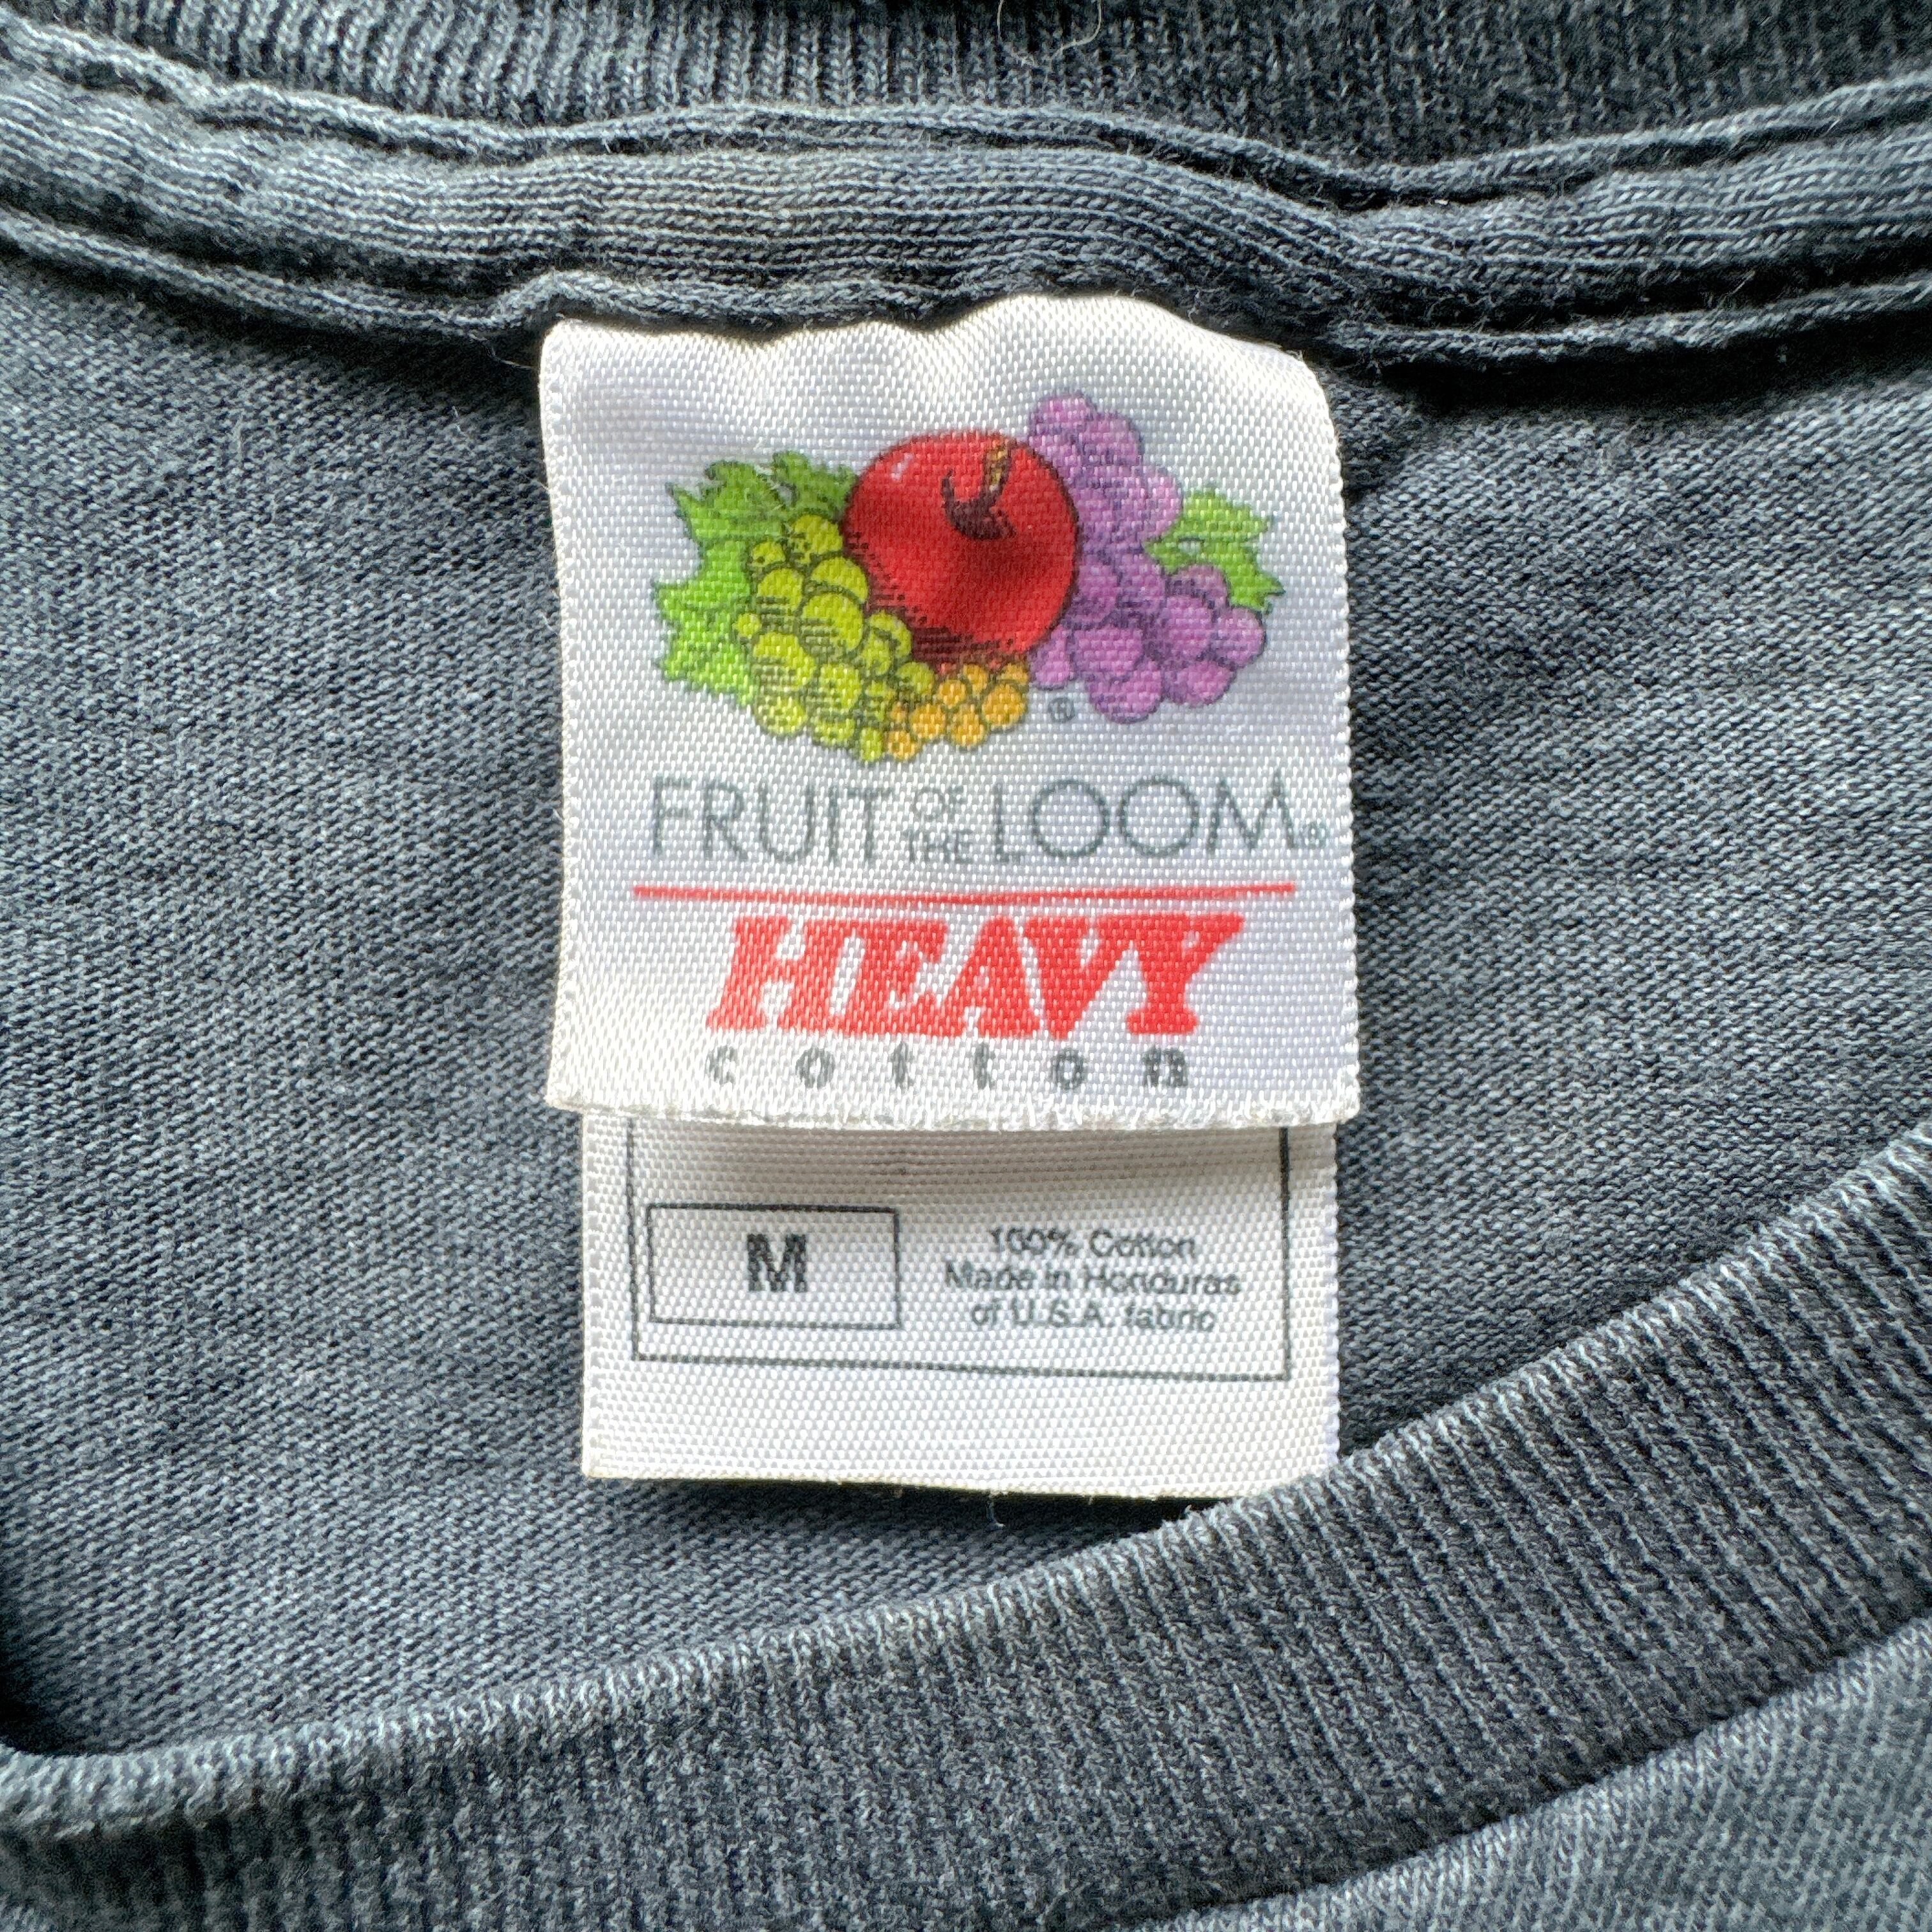 FRUIT OF THE LOOM®
HEAVY
cotton
M
100% Cotton
Made in Honduras
of U.S.A. fabric